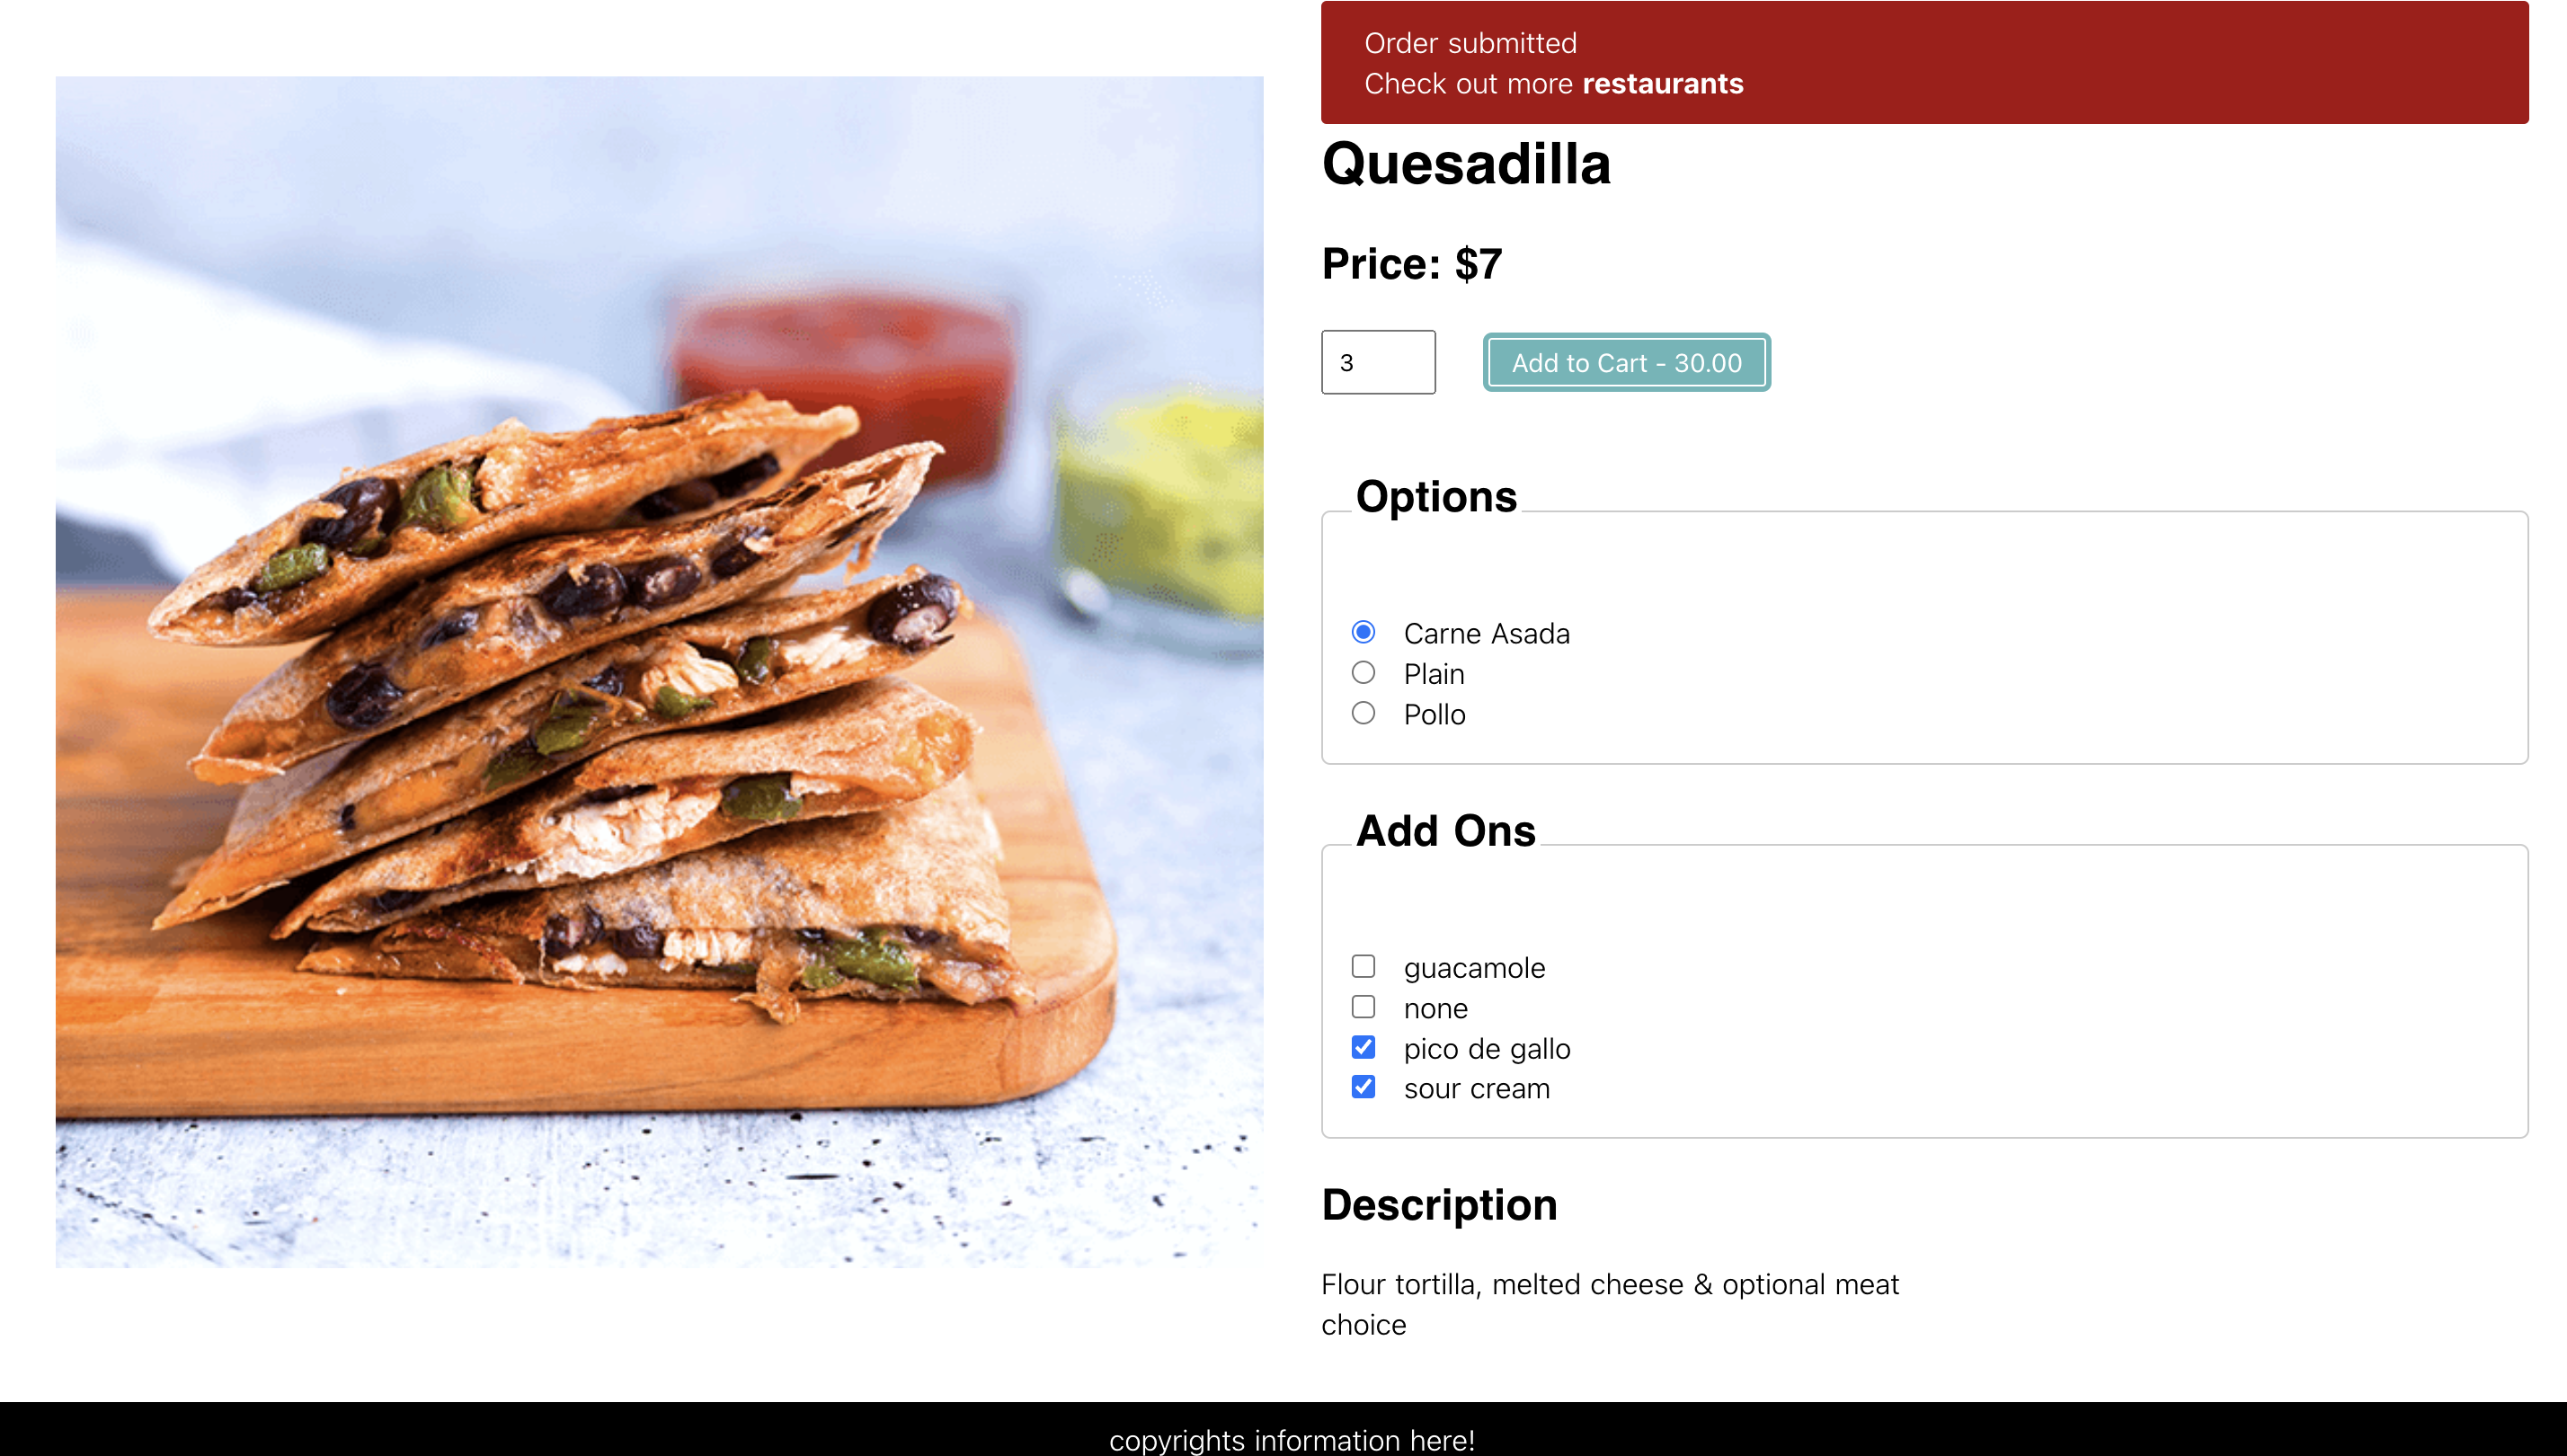 Order submitted
Check out more restaurants
Quesadilla
Price: $7
3
Add to Cart - 30.00
Options
Carne Asada
Plain
Pollo
Add Ons
guacamole
none
pico de gallo
sour cream
Description
Flour tortilla, melted cheese & optional meat
choice
copyrights information here!